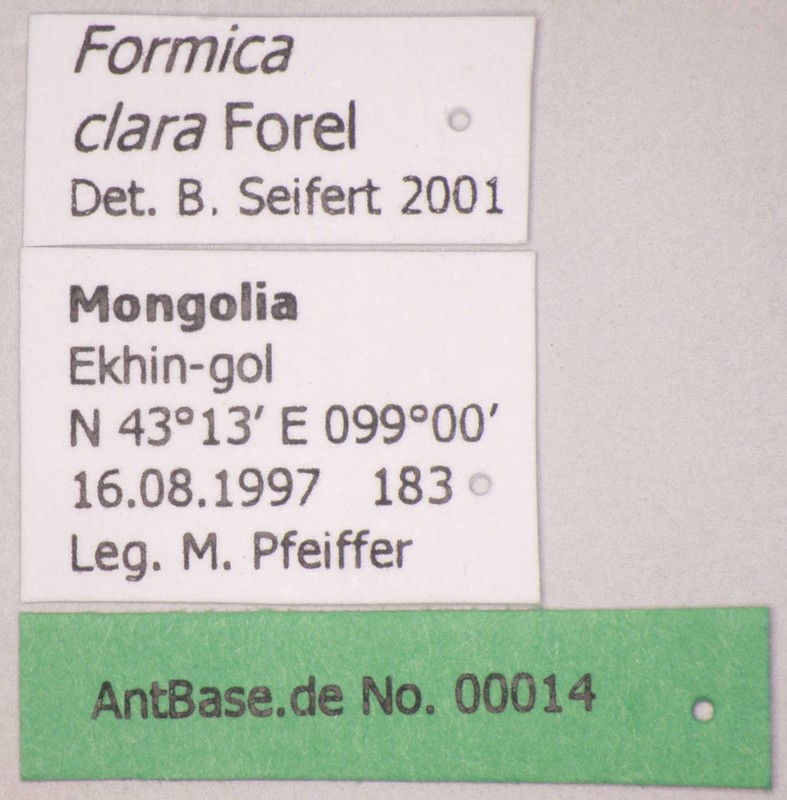 Formica
clara Forel
Det. B. Seifert 2001
Mongolia
Ekhin-gol
N 43°13′ E 099°00′
16.08.1997 183
Leg. M. Pfeiffer
AntBase.de No. 00014